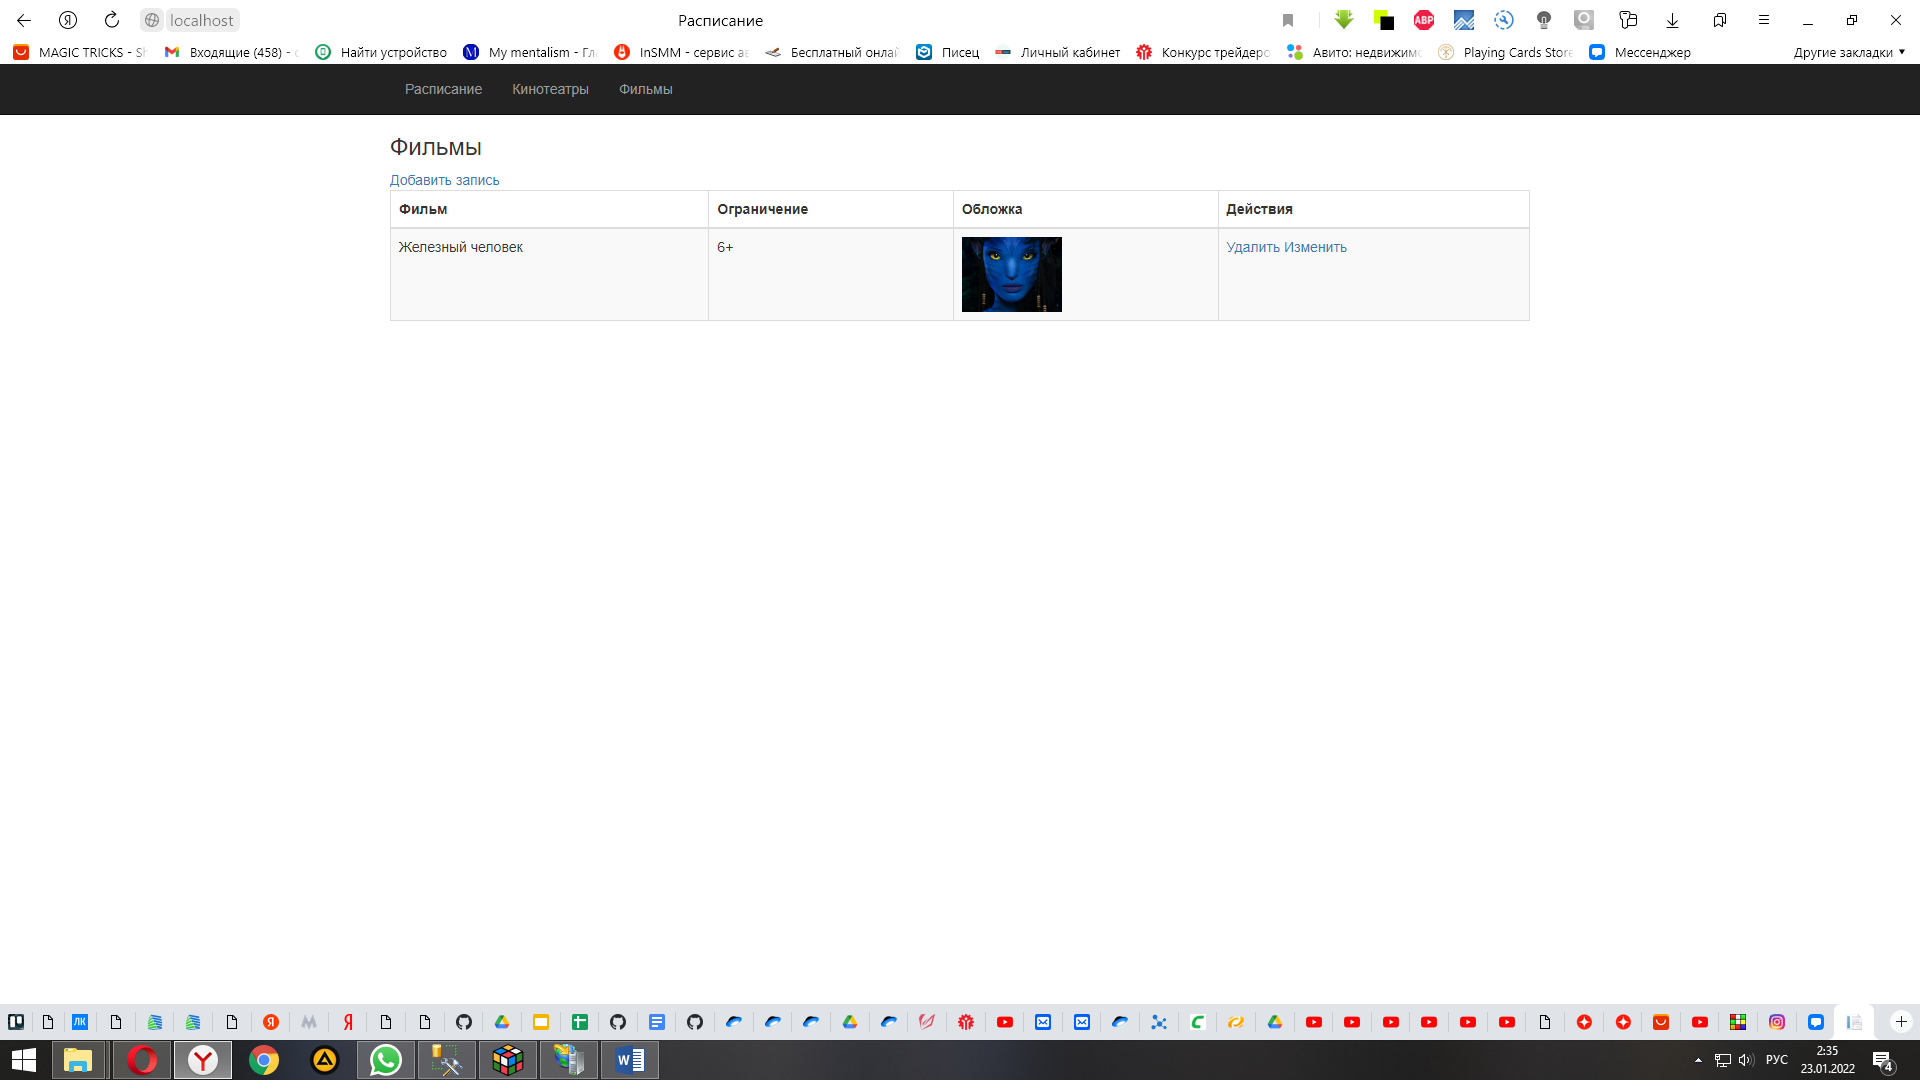 localhost
Расписание
MAGIC TRICKS - Sh
Входящие (458) - c
Найти устройство
My mentalism - Гла
InSMM - сервис ав
Бесплатный онлай
Писец
Личный кабинет
Конкурс трейдеро
Авито: недвижимо
Playing Cards Store
Мессенджер
Другие закладки
Расписание Кинотеатры Фильмы
Фильмы
Добавить запись
Фильм Ограничение Обложка Действия
Железный человек 6+ Удалить Изменить
РУС
2:35
23.01.2022
4